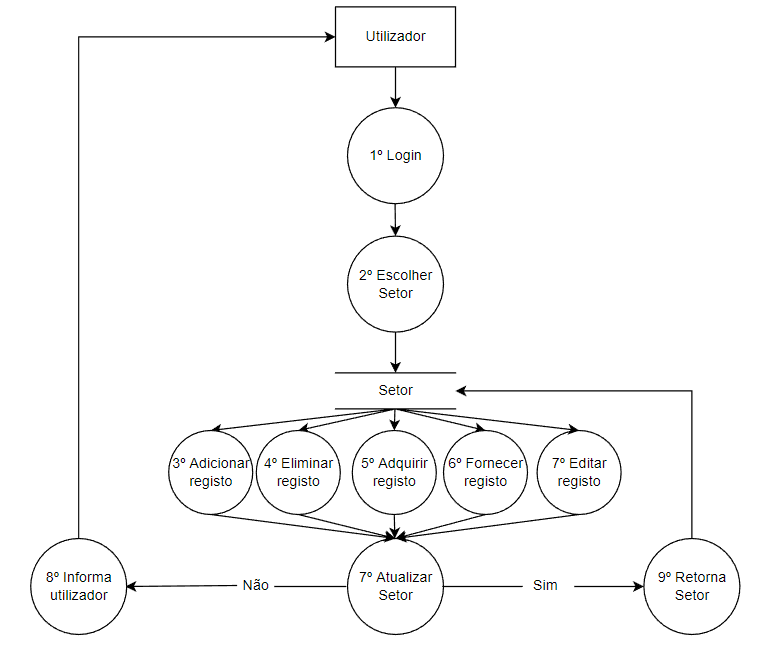 Utilizador
1º Login
2º Escolher
Setor
Setor
3º Adicionar
registo
4º Eliminar
registo
5º Adquirir
registo
6º Fornecer
registo
7º Editar
registo
8º Informa
utilizador
Não
7º Atualizar
Setor
Sim
9º Retorna
Setor